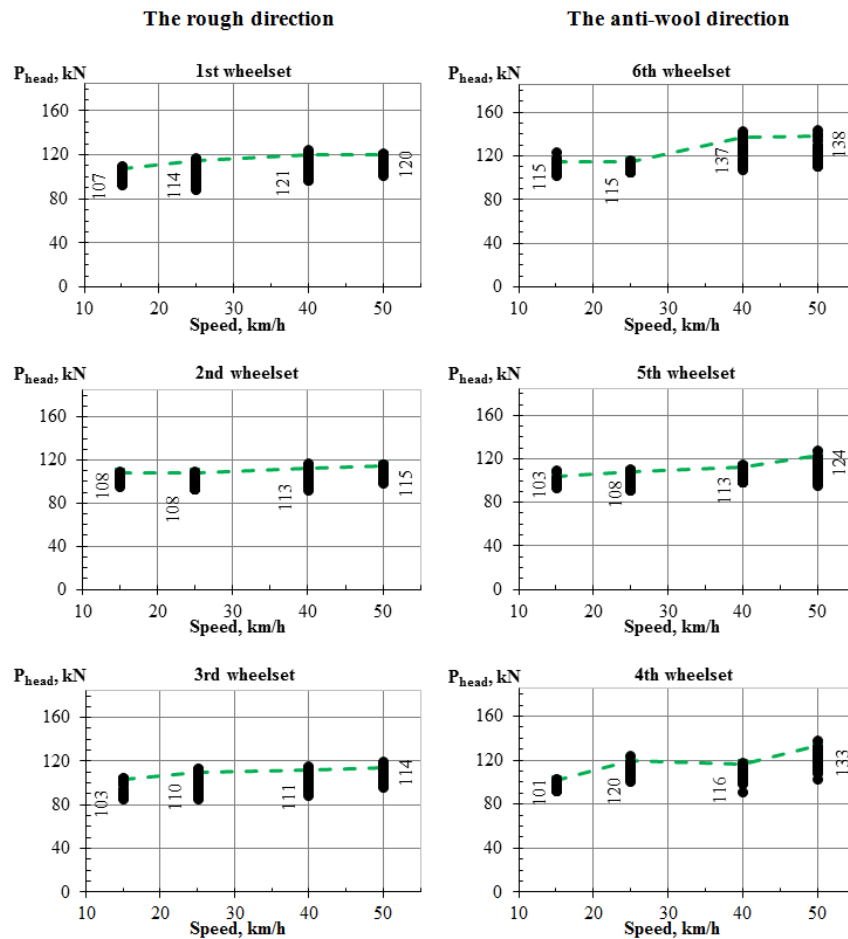 The rough direction
The anti-wool direction
P_head, kN
1st wheelset
160
120
80
40
0
107
114
121
120
10 20 30 40 50
Speed, km/h
P_head, kN
6th wheelset
160
120
80
40
0
115
115
137
138
10 20 30 40 50
Speed, km/h
P_head, kN
2nd wheelset
160
120
80
40
0
108
108
113
115
10 20 30 40 50
Speed, km/h
P_head, kN
5th wheelset
160
120
80
40
0
103
108
113
124
10 20 30 40 50
Speed, km/h
P_head, kN
3rd wheelset
160
120
80
40
0
103
110
111
114
10 20 30 40 50
Speed, km/h
P_head, kN
4th wheelset
160
120
80
40
0
101
120
116
133
10 20 30 40 50
Speed, km/h